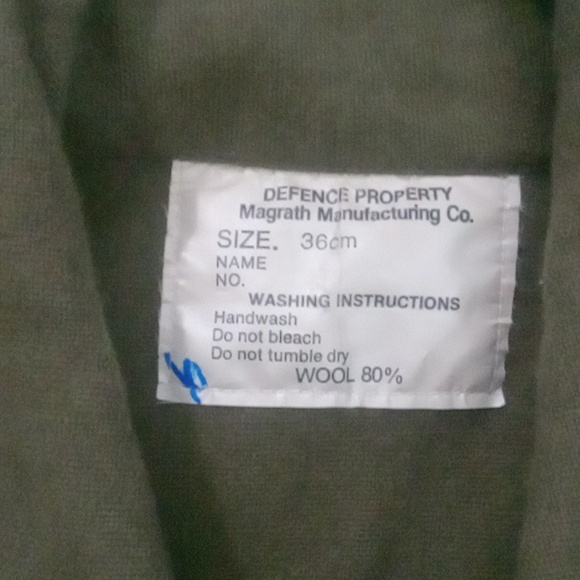 DEFENCE PROPERTY
Magrath Manufacturing Co.
SIZE. 36cm
NAME
NO.
WASHING INSTRUCTIONS
Handwash
Do not bleach
Do not tumble dry
WOOL 80%